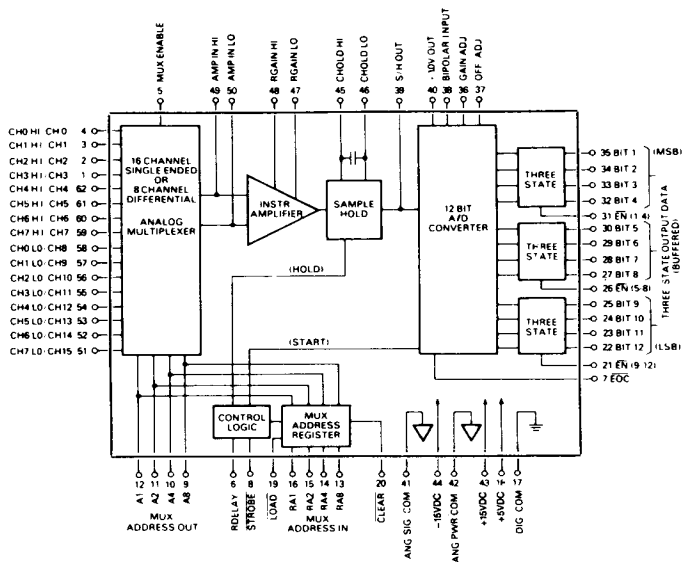 MUX ENABLE
5
AMP IN HI
49
AMP IN LO
50
RGAIN HI
48
RGAIN LO
47
CHOLD HI
45
CHOLD LO
46
S/H OUT
39
-10V OUT
40
BIPOLAR INPUT
38
GAIN ADJ
36
OFF ADJ
37
CH0 HI CH0 4
CH1 HI CH1 3
CH2 HI CH2 2
CH3 HI CH3 1
CH4 HI CH4 62
CH5 HI CH5 61
CH6 HI CH6 60
CH7 HI CH7 59
CH0 LO/CH8 58
CH1 LO/CH9 57
CH2 LO/CH10 56
CH3 LO/CH11 55
CH4 LO/CH12 54
CH5 LO/CH13 53
CH6 LO/CH14 52
CH7 LO/CH15 51
16 CHANNEL
SINGLE ENDED
OR
8 CHANNEL
DIFFERENTIAL
ANALOG
MULTIPLEXER
INSTR
AMPLIFIER
SAMPLE
HOLD
12 BIT
A/D
CONVERTER
THREE
STATE
THREE
STATE
THREE
STATE
(HOLD)
(START)
CONTROL
LOGIC
MUX
ADDRESS
REGISTER
35 BIT 1 (MSB)
34 BIT 2
33 BIT 3
32 BIT 4
31 EN (1-4)
30 BIT 5
29 BIT 6
28 BIT 7
27 BIT 8
26 EN (5-8)
25 BIT 9
24 BIT 10
23 BIT 11
22 BIT 12 (LSB)
21 EN (9-12)
7 EOC
THREE STATE OUTPUT DATA
(BUFFERED)
12
A1
11
A2
10
A4
9
A8
MUX
ADDRESS OUT
6
RDELAY
8
STROBE
19
LOAD
16
RA1
15
RA2
14
RA4
13
RA8
MUX
ADDRESS IN
20
CLEAR
41
ANG SIG COM
44
-15VDC
42
ANG PWR COM
43
+15VDC
+5VDC
17
DIG COM